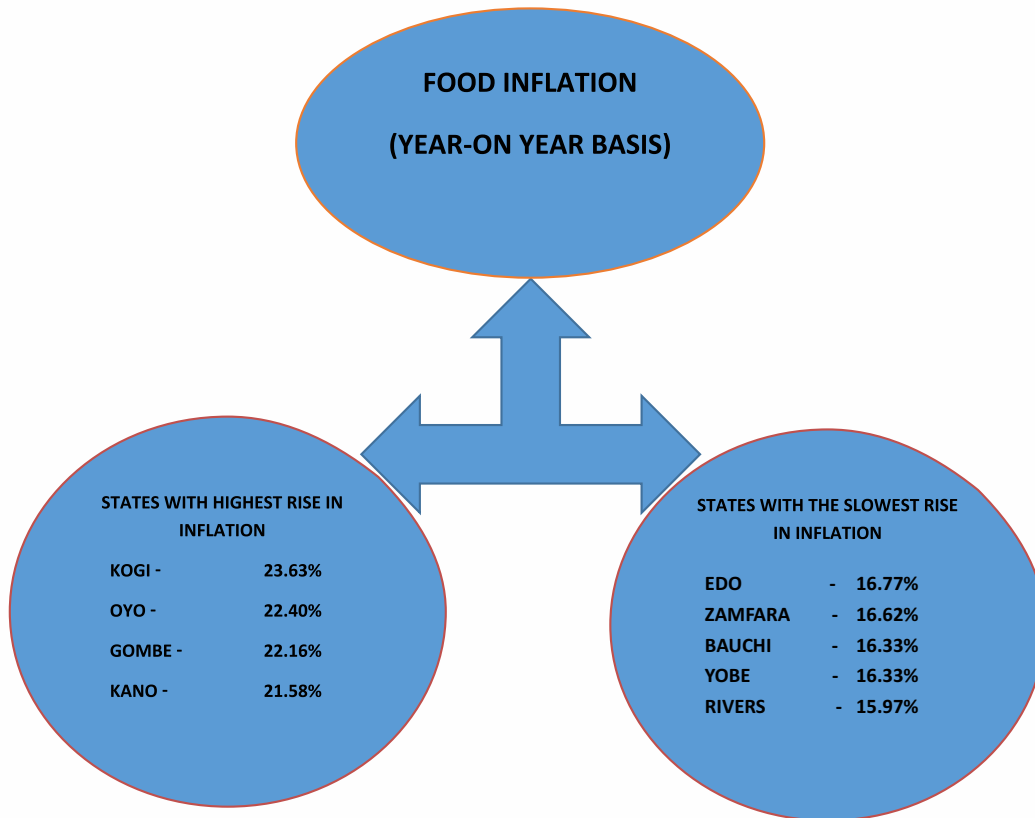 FOOD INFLATION
(YEAR-ON YEAR BASIS)
STATES WITH HIGHEST RISE IN
INFLATION
KOGI - 23.63%
OYO - 22.40%
GOMBE - 22.16%
KANO - 21.58%
STATES WITH THE SLOWEST RISE
IN INFLATION
EDO - 16.77%
ZAMFARA - 16.62%
BAUCHI - 16.33%
YOBE - 16.33%
RIVERS - 15.97%